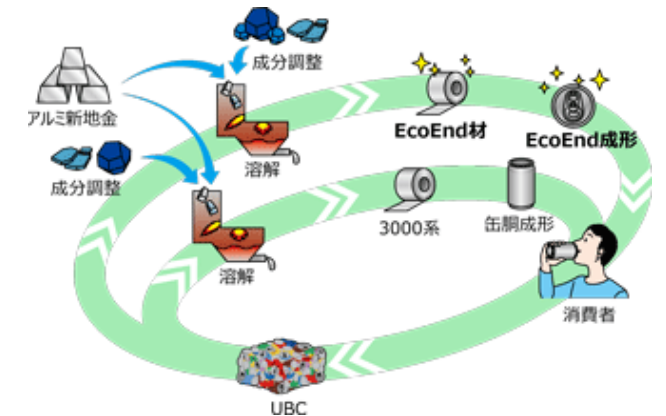 成分調整
アルミ新地金
EcoEnd材
EcoEnd成形
溶解
成分調整
3000系
缶胴成形
溶解
消費者
UBC